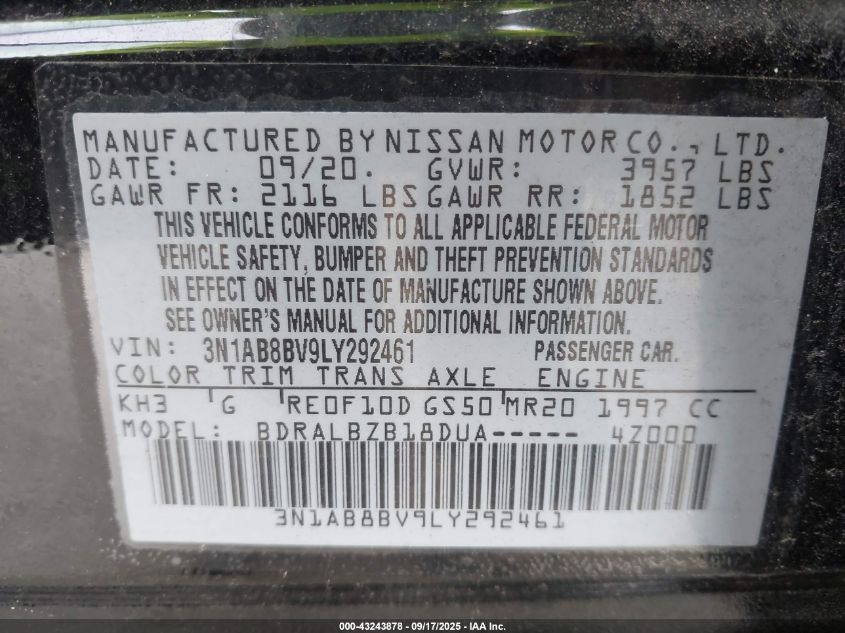 MANUFACTURED BY NISSAN MOTOR CO., LTD.
DATE: 09/20. GVWR: 3957 LBS
GAWR FR: 2116 LBS GAWR RR: 1852 LBS
THIS VEHICLE CONFORMS TO ALL APPLICABLE FEDERAL MOTOR
VEHICLE SAFETY, BUMPER AND THEFT PREVENTION STANDARDS
IN EFFECT ON THE DATE OF MANUFACTURE SHOWN ABOVE.
SEE OWNER'S MANUAL FOR ADDITIONAL INFORMATION.
VIN: 3N1AB8BV9LY292461 PASSENGER CAR.
COLOR TRIM TRANS AXLE ENGINE
KH3 G RE0F10D GS50 MR20 1997 CC
MODEL: BDRALBZB18DUA----- 4Z000
3N1AB8BV9LY292461
000-43243878 - 09/17/2025 - IAA, Inc.